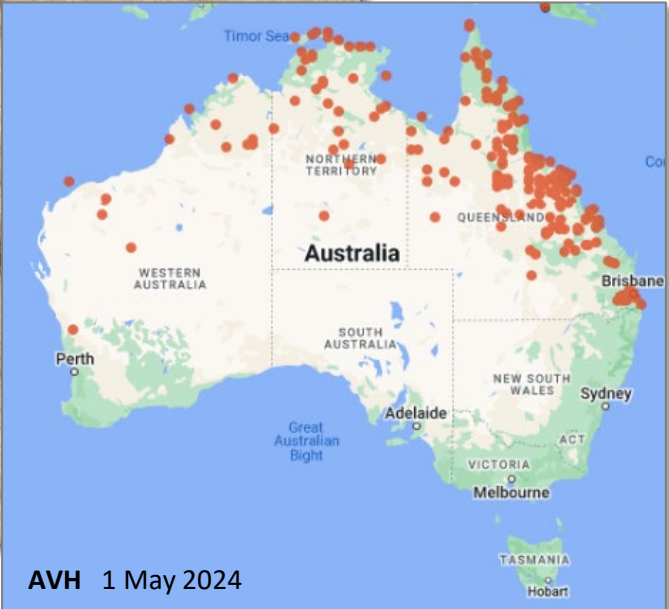 Timor Sea
Co
NORTHERN
TERRITORY
QUEENSLAND
Australia
WESTERN
AUSTRALIA
Brisbane
SOUTH
AUSTRALIA
Perth
NEW SOUTH
WALES
Sydney
Adelaide
Great
Australian
Bight
ACT
VICTORIA
Melbourne
TASMANIA
Hobart
AVH 1 May 2024